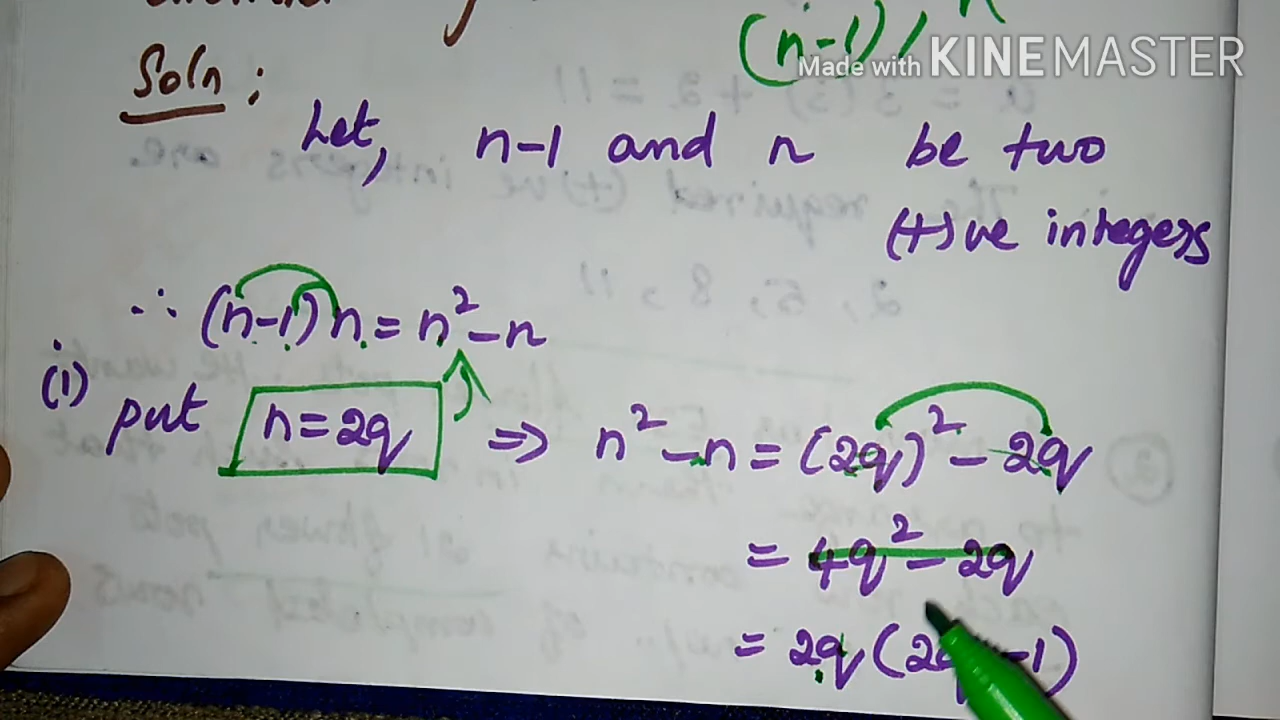 (n-1), n
Made with KINEMASTER
Soln :
Let, n-1 and n be two
(+)ve integers
∴ (n-1)n = n² - n
(i) put n = 2q ⇒ n² - n = (2q)² - 2q
= 4q² - 2q
= 2q(2q-1)